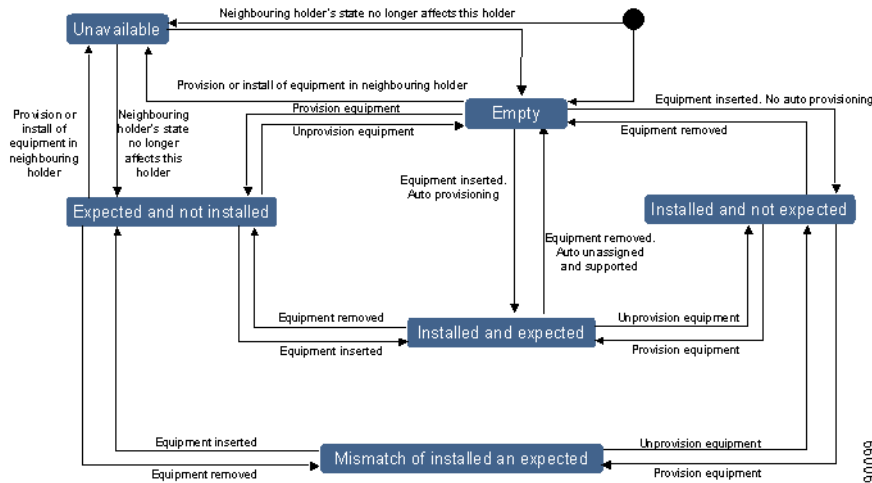 Neighbouring holder's state no longer affects this holder
Unavailable
Provision or install of equipment in neighbouring holder
Equipment inserted. No auto provisioning
Provision equipment
Empty
Unprovision equipment
Equipment removed
Provision or
install of
equipment in
neighbouring
holder
Neighbouring
holder's state
no longer
affects this
holder
Equipment inserted.
Auto provisioning
Expected and not installed
Installed and not expected
Equipment removed.
Auto unassigned
and supported
Equipment removed
Installed and expected
Unprovision equipment
Equipment inserted
Provision equipment
Equipment inserted
Mismatch of installed an expected
Unprovision equipment
Equipment removed
Provision equipment
90099